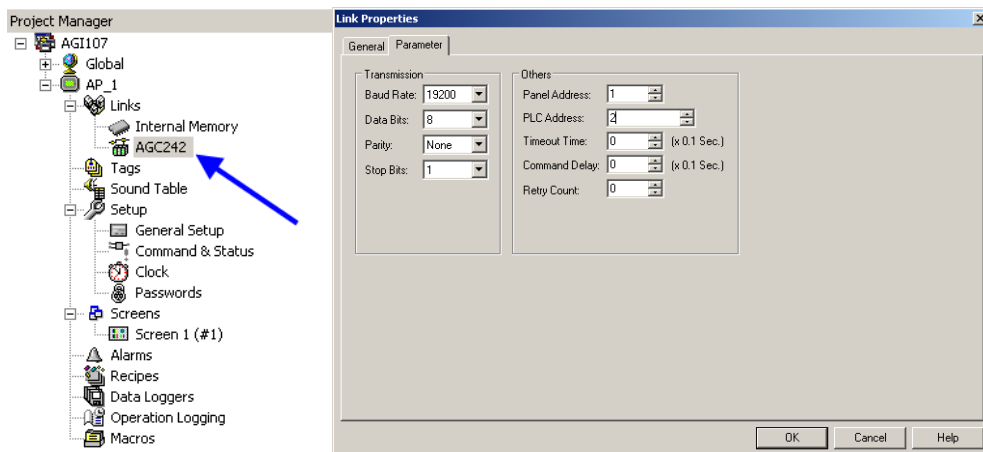 Project Manager
AGI107
Global
AP_1
Links
Internal Memory
AGC242
Tags
Sound Table
Setup
General Setup
Command & Status
Clock
Passwords
Screens
Screen 1 (#1)
Alarms
Recipes
Data Loggers
Operation Logging
Macros
Link Properties
General Parameter
Transmission
Baud Rate: 19200
Data Bits: 8
Parity: None
Stop Bits: 1
Others
Panel Address: 1
PLC Address: 2
Timeout Time: 0 (x 0.1 Sec.)
Command Delay: 0 (x 0.1 Sec.)
Retry Count: 0
OK Cancel Help